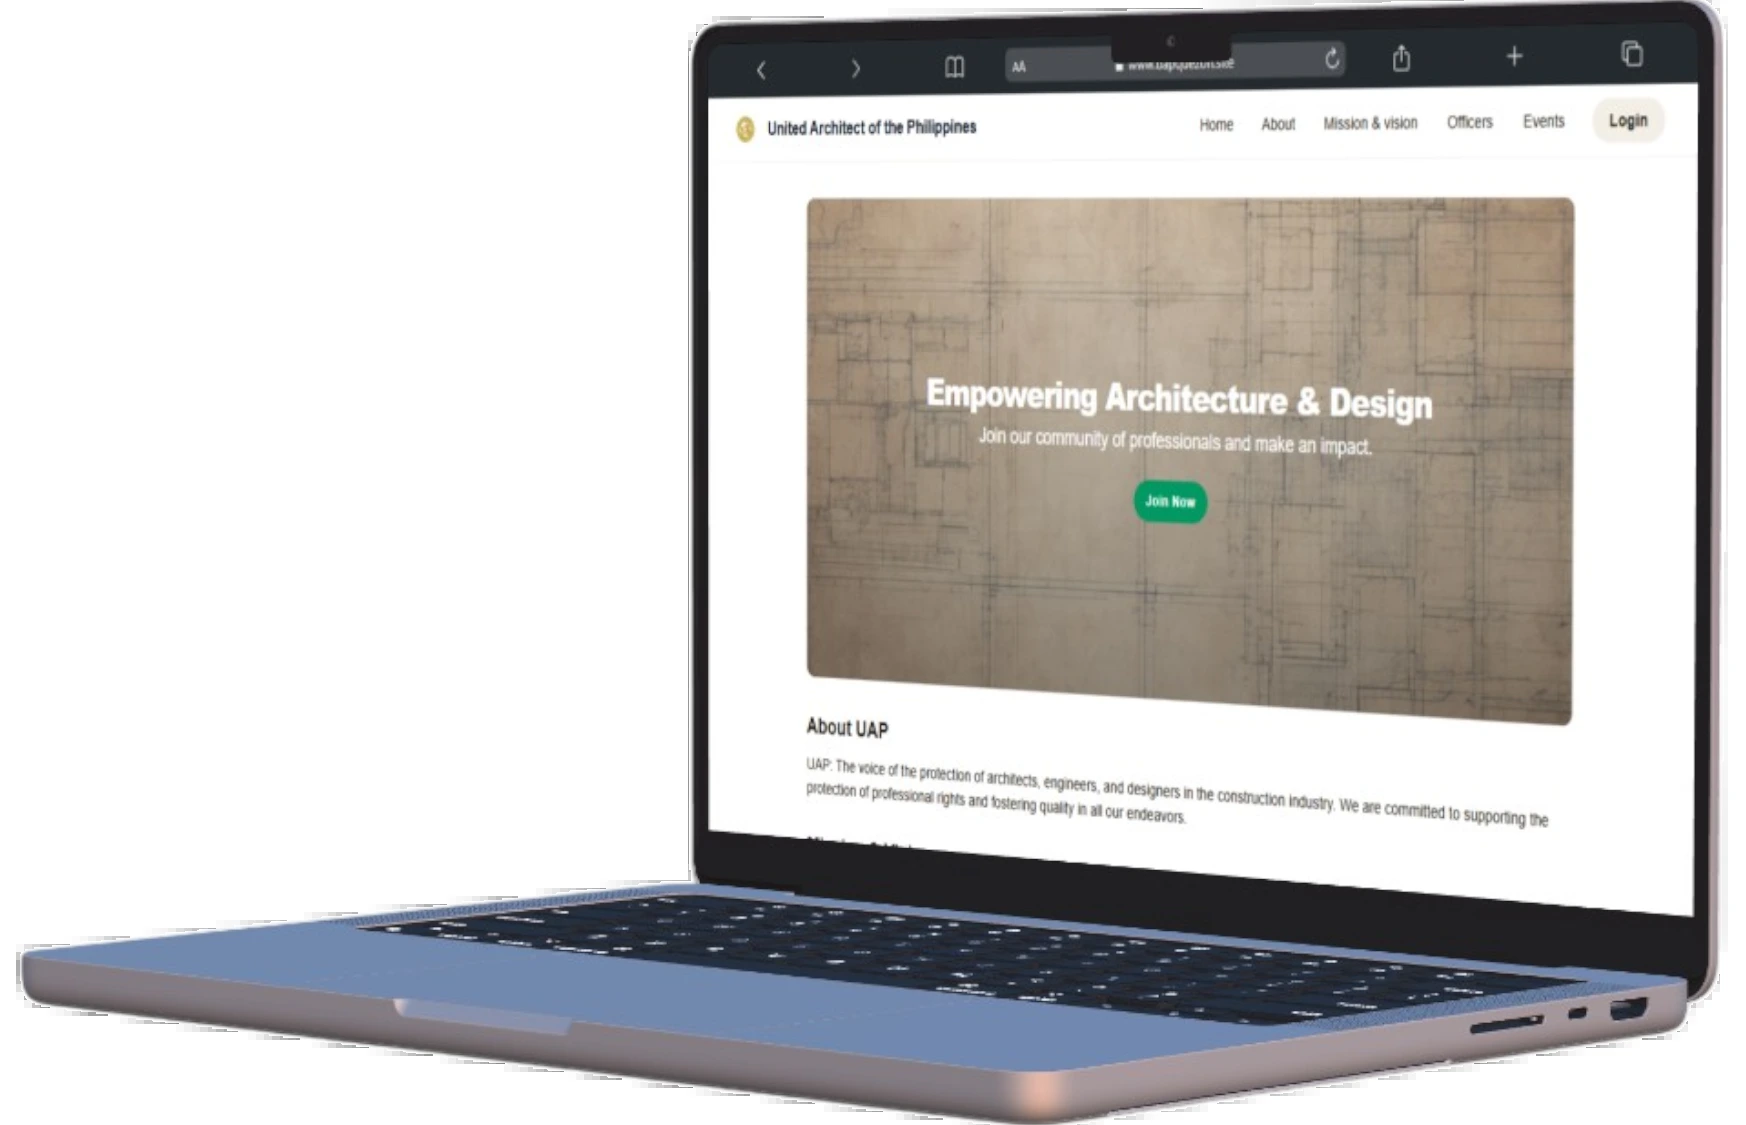 AA
United Architect of the Philippines
Home About Mission & vision Officers Events Login
Empowering Architecture & Design
Join our community of professionals and make an impact.
Join Now
About UAP
UAP: The voice of the protection of architects, engineers, and designers in the construction industry. We are committed to supporting the
protection of professional rights and fostering quality in all our endeavors.